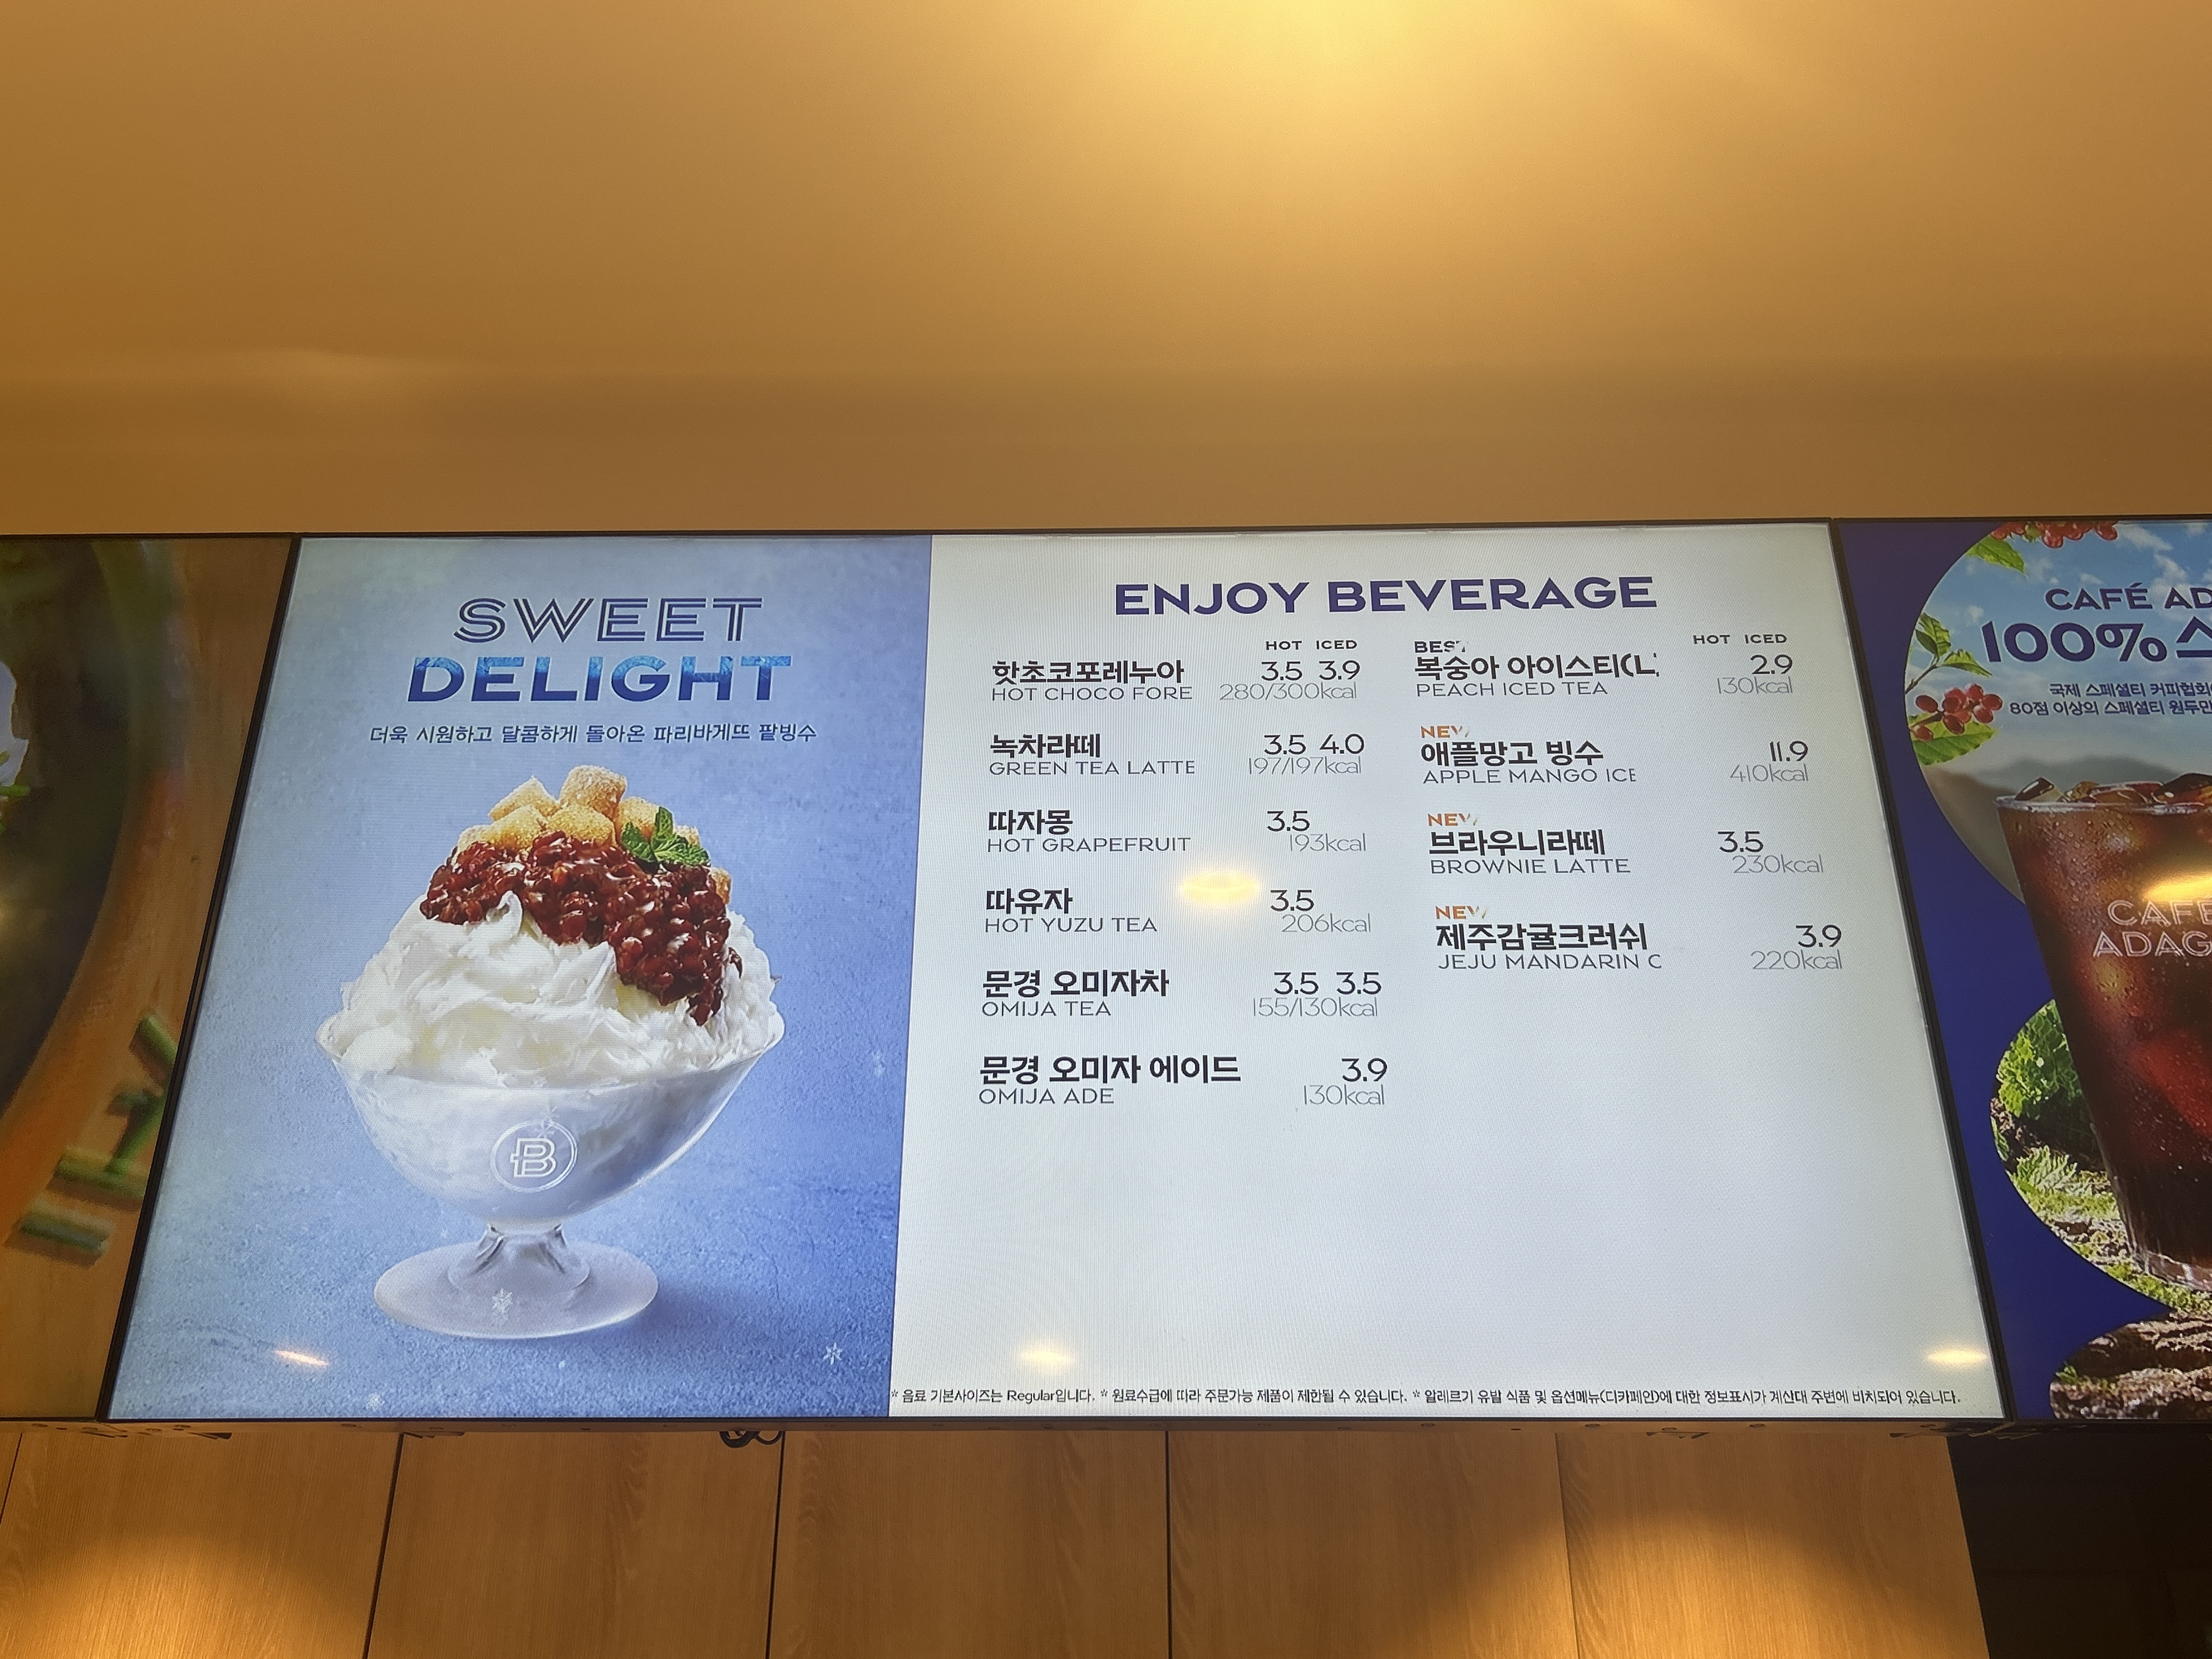 SWEET
DELIGHT
더욱 시원하고 달콤하게 돌아온 파리바게뜨 팥빙수
B
ENJOY BEVERAGE
HOT ICED
핫초코포레누아 3.5 3.9
HOT CHOCO FORE 280/300kcal
녹차라떼 3.5 4.0
GREEN TEA LATTE 197/197kcal
따자몽 3.5
HOT GRAPEFRUIT 193kcal
따유자 3.5
HOT YUZU TEA 206kcal
문경 오미자차 3.5 3.5
OMIJA TEA 155/130kcal
문경 오미자 에이드 3.9
OMIJA ADE 130kcal
HOT ICED
BEST
복숭아 아이스티(L 2.9
PEACH ICED TEA 130kcal
NEW
애플망고 빙수 11.9
APPLE MANGO ICE 410kcal
NEW
브라우니라떼 3.5
BROWNIE LATTE 230kcal
NEW
제주감귤크러쉬 3.9
JEJU MANDARIN C 220kcal
* 음료 기본사이즈는 Regular입니다. * 원료수급에 따라 주문가능 제품이 제한될 수 있습니다. * 알레르기 유발 식품 및 옵션메뉴(디카페인)에 대한 정보표시가 계산대 주변에 비치되어 있습니다.
CAFÉ AD
100% 스
국제 스페셜티 커피협회
80점 이상의 스페셜티 원두만
CAFE
ADAG